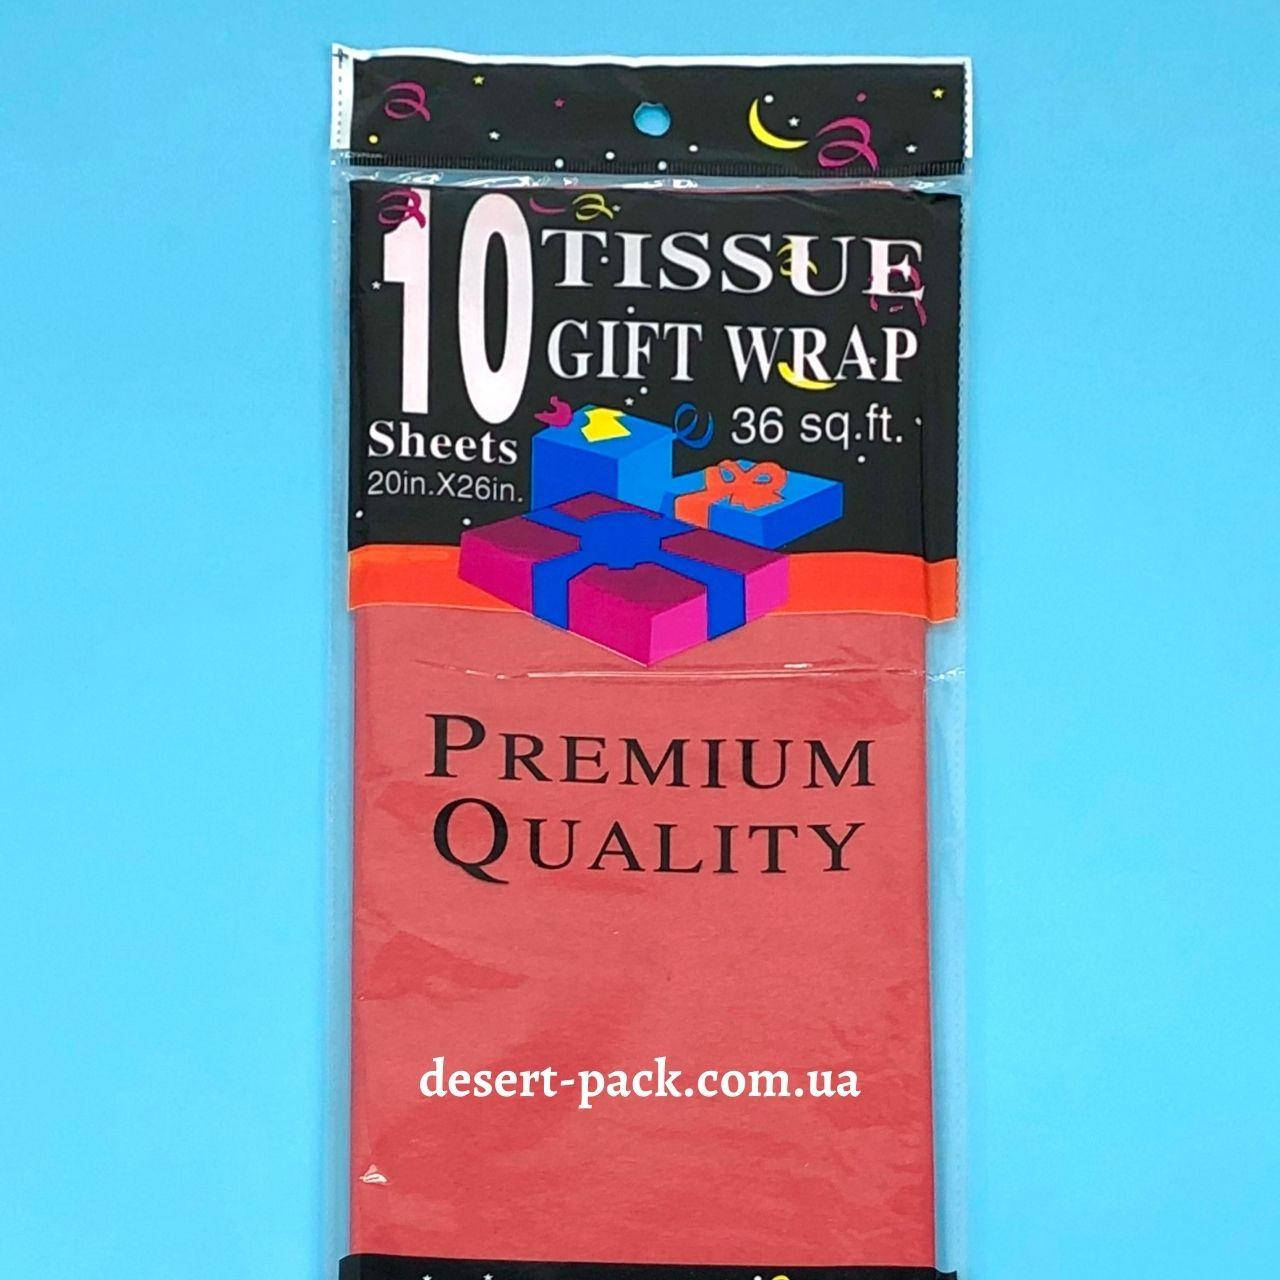 10 TISSUE
GIFT WRAP
36 sq.ft.
Sheets
20in.X26in.
PREMIUM
QUALITY
desert-pack.com.ua